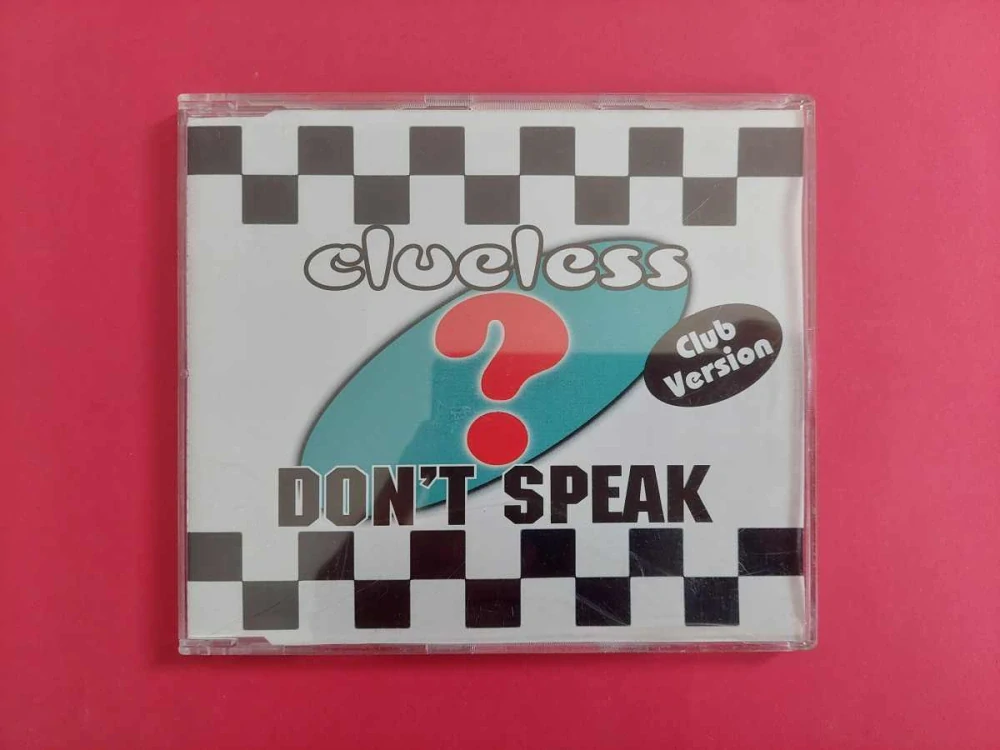 clueless
?
Club
Version
DON'T SPEAK